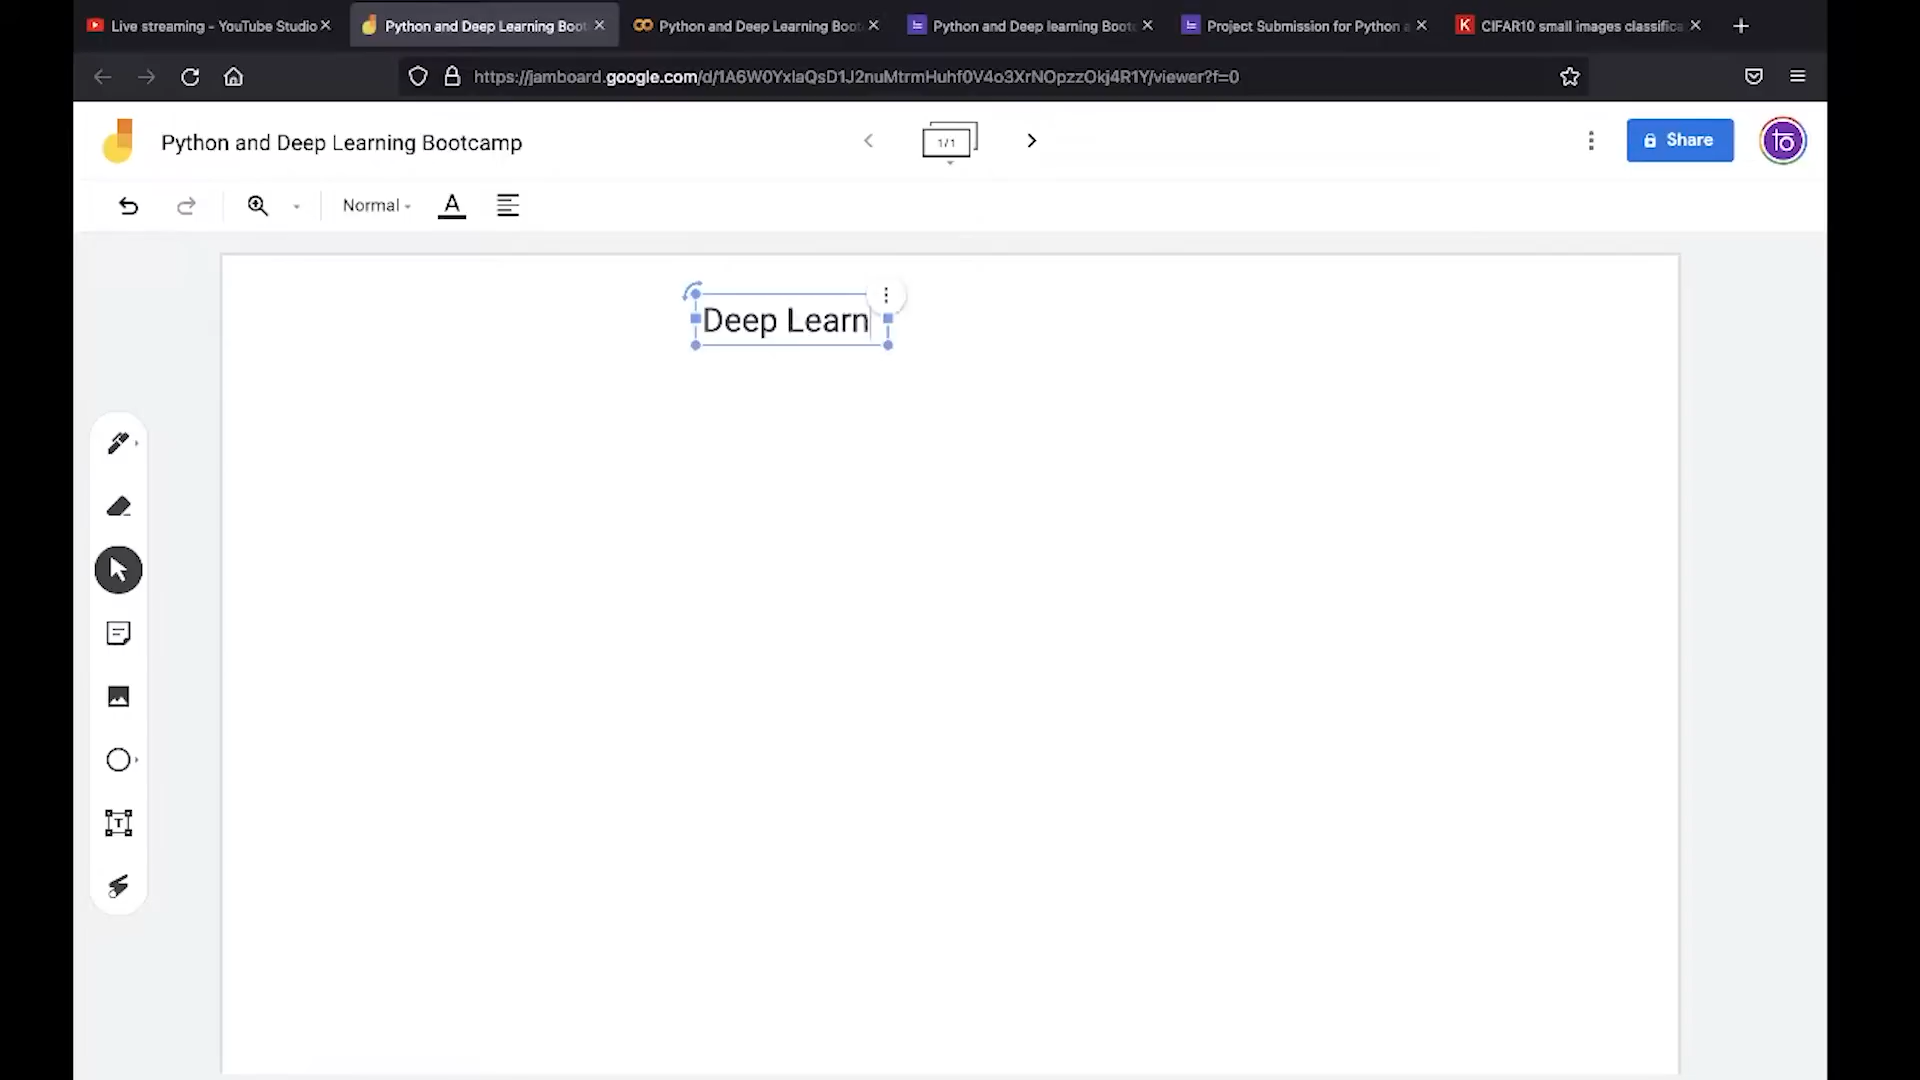 Live streaming - YouTube Studio
Python and Deep Learning Boot
Python and Deep Learning Boot
Python and Deep learning Boot
Project Submission for Python a
K CIFAR10 small images classifica
https://jamboard.google.com/d/1A6W0YxlaQsD1J2nuMtrmHuhf0V4o3XrNOpzzOkj4R1Y/viewer?f=0
Python and Deep Learning Bootcamp
1/1
Share
Normal
A
Deep Learn
T